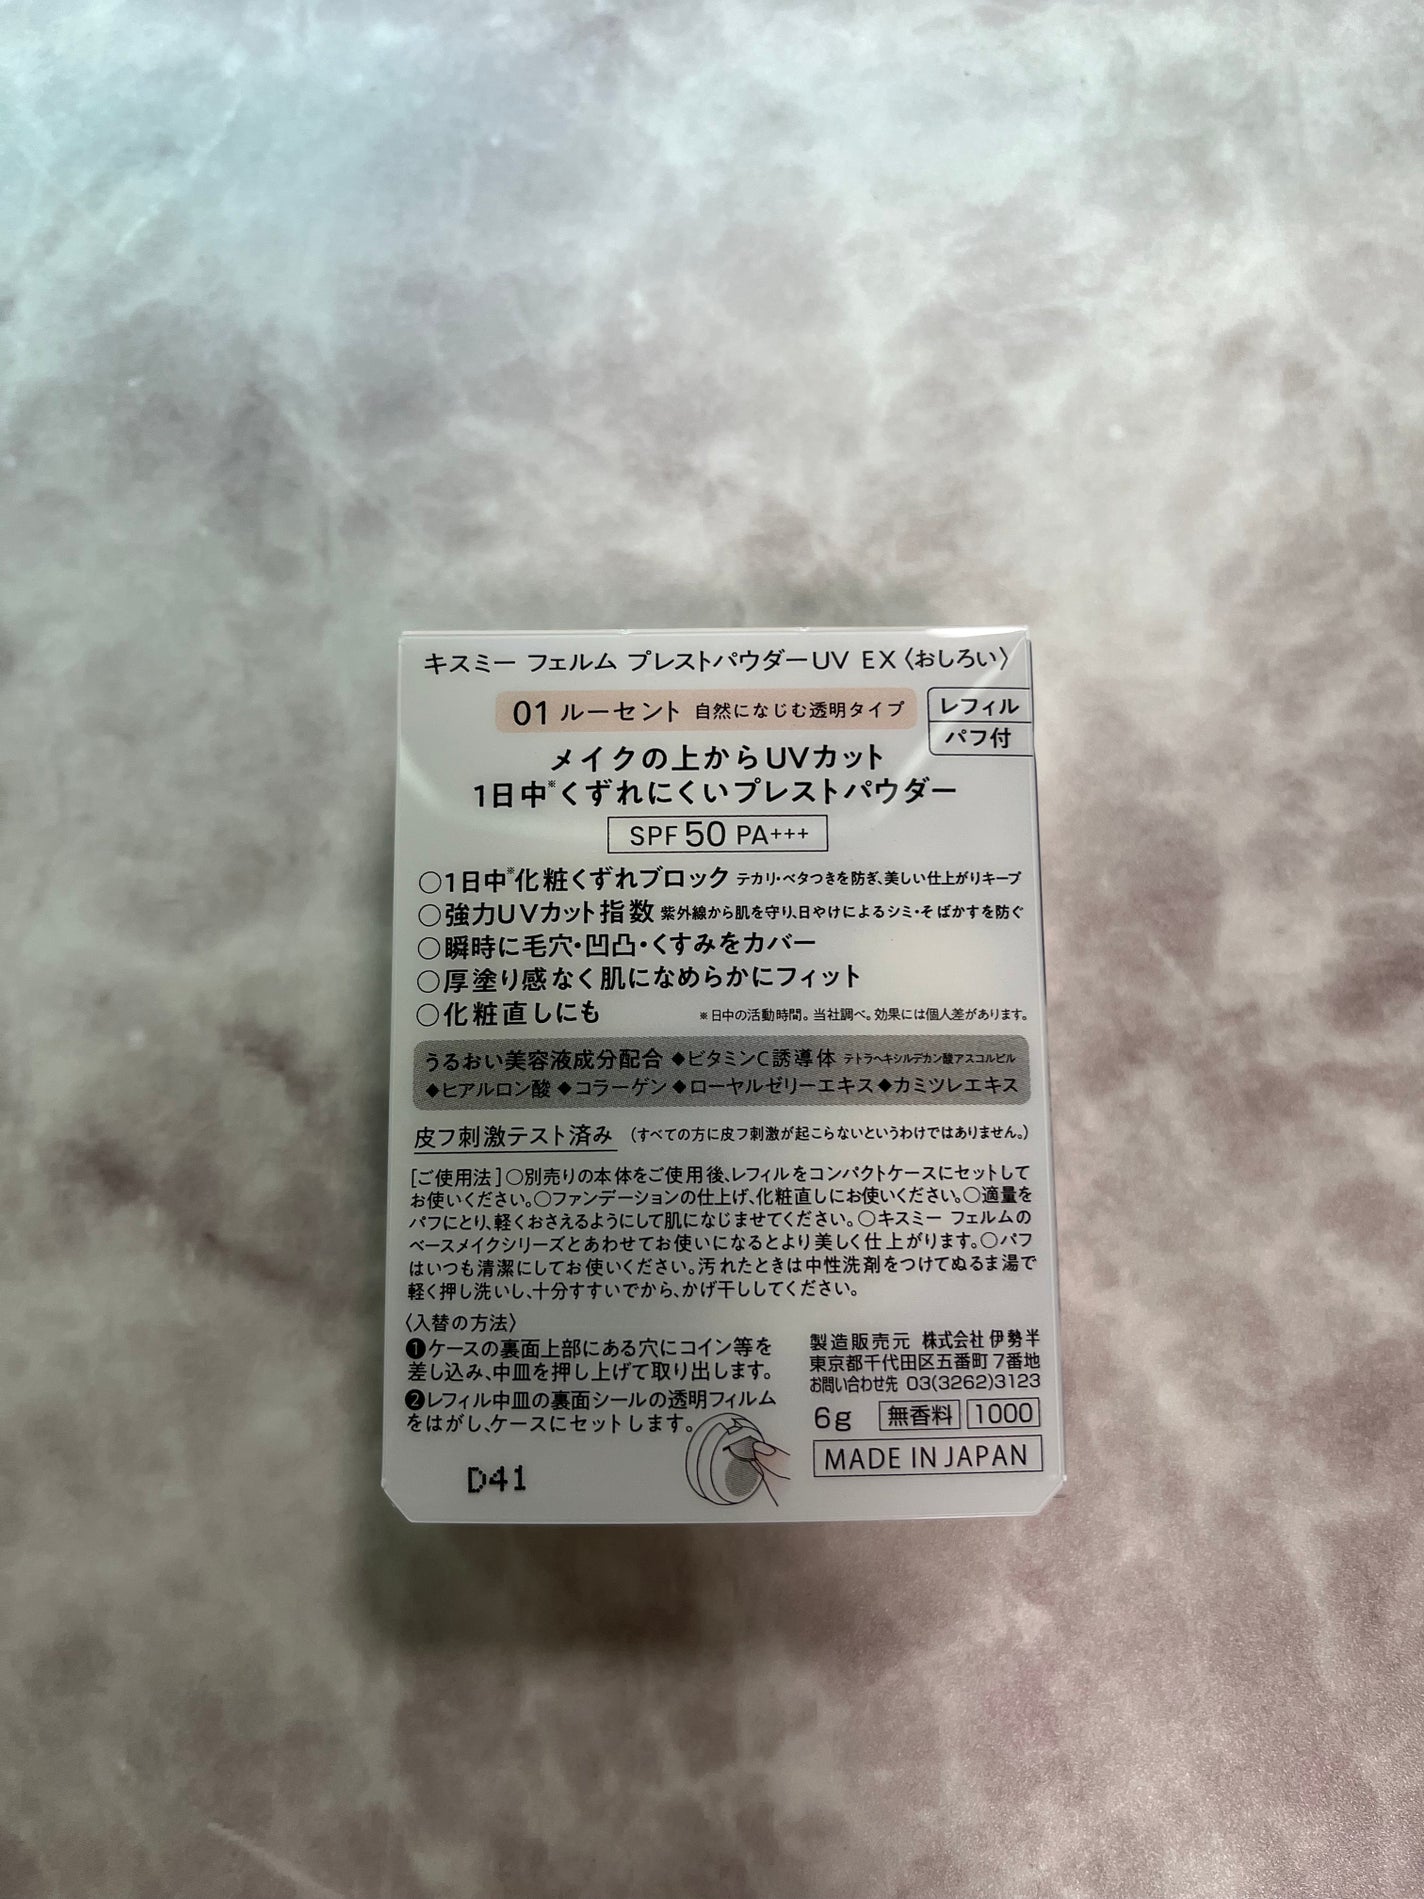 キスミー フェルム プレストパウダーUV EX〈おしろい〉
01 ルーセント 自然になじむ透明タイプ
レフィル
パフ付
メイクの上からUVカット
1日中※くずれにくいプレストパウダー
SPF50 PA+++
○1日中※化粧くずれブロック テカリ・ベタつきを防ぎ、美しい仕上がりキープ
○強力UVカット指数 紫外線から肌を守り、日やけによるシミ・そばかすを防ぐ
○瞬時に毛穴・凹凸・くすみをカバー
○厚塗り感なく肌になめらかにフィット
○化粧直しにも ※日中の活動時間。当社調べ。効果には個人差があります。
うるおい美容液成分配合 ◆ビタミンC誘導体 テトラヘキシルデカン酸アスコルビル
◆ヒアルロン酸 ◆コラーゲン ◆ローヤルゼリーエキス ◆カミツレエキス
皮フ刺激テスト済み (すべての方に皮フ刺激が起こらないというわけではありません。)
[ご使用法]○別売りの本体をご使用後、レフィルをコンパクトケースにセットして
お使いください。○ファンデーションの仕上げ、化粧直しにお使いください。○適量を
パフにとり、軽くおさえるようにして肌になじませてください。○キスミー フェルムの
ベースメイクシリーズとあわせてお使いになるとより美しく仕上がります。○パフ
はいつも清潔にしてお使いください。汚れたときは中性洗剤をつけてぬるま湯で
軽く押し洗いし、十分すすいでから、かげ干ししてください。
〈入替の方法〉
❶ケースの裏面上部にある穴にコイン等を
差し込み、中皿を押し上げて取り出します。
❷レフィル中皿の裏面シールの透明フィルム
をはがし、ケースにセットします。
製造販売元 株式会社 伊勢半
東京都千代田区五番町7番地
お問い合わせ先 03(3262)3123
6g 無香料 1000
MADE IN JAPAN
D41